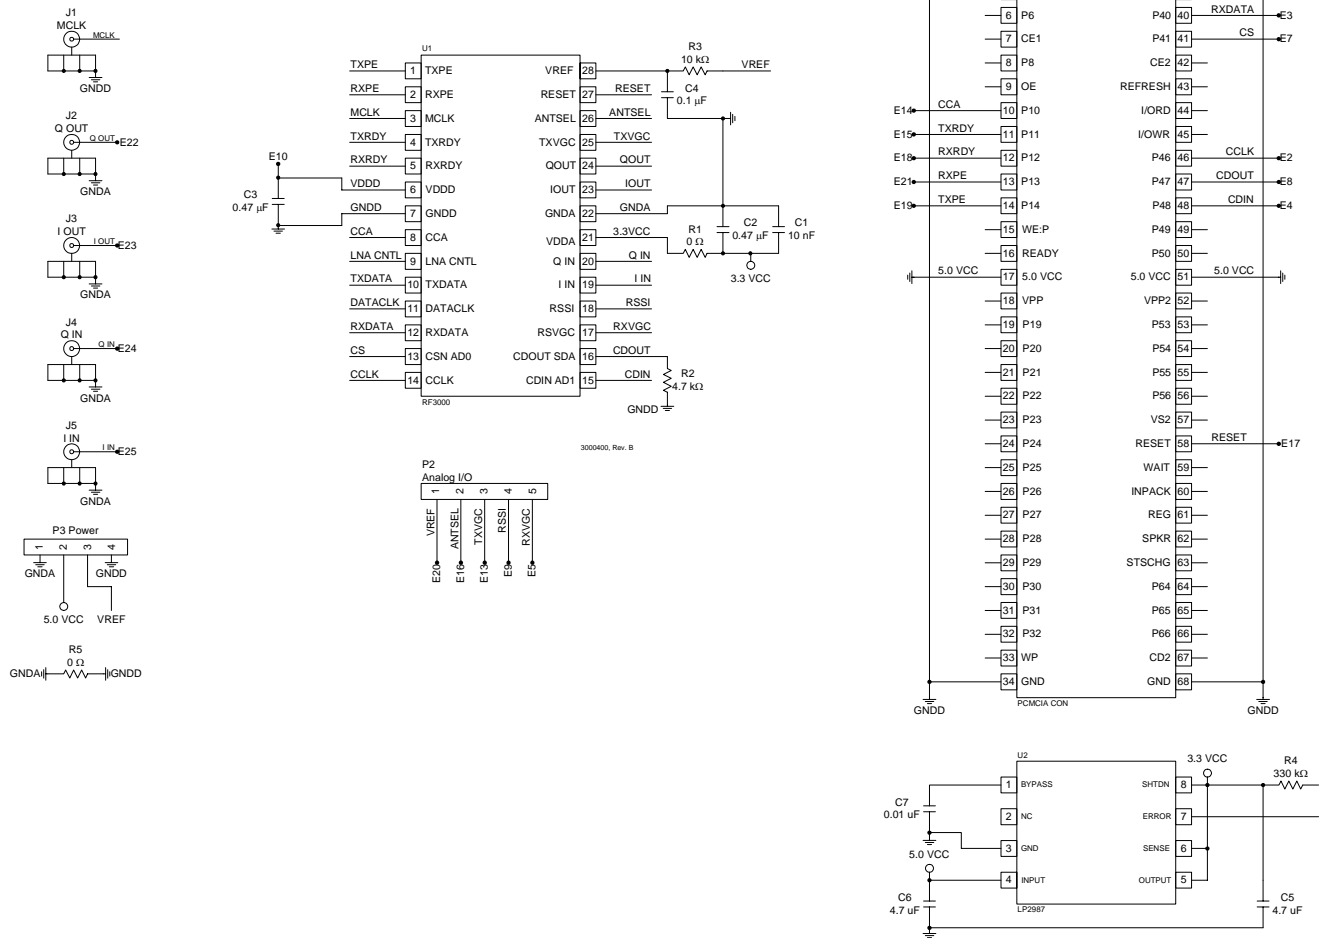 J1
MCLK
MCLK
GNDD
J2
Q OUT
Q OUT E22
GNDA
J3
I OUT
I OUT E23
GNDA
J4
Q IN
Q IN E24
GNDA
J5
I IN
I IN E25
GNDA
P3 Power
1 2 3 4
GNDA GNDD
5.0 VCC VREF
R5
0 Ω
GNDA GNDD
U1
TXPE 1 TXPE VREF 28
RXPE 2 RXPE RESET 27 RESET
MCLK 3 MCLK ANTSEL 26 ANTSEL
TXRDY 4 TXRDY TXVGC 25 TXVGC
RXRDY 5 RXRDY QOUT 24 QOUT
VDDD 6 VDDD IOUT 23 IOUT
GNDD 7 GNDD GNDA 22 GNDA
CCA 8 CCA VDDA 21 3.3VCC
LNA CNTL 9 LNA CNTL Q IN 20 Q IN
TXDATA 10 TXDATA I IN 19 I IN
DATACLK 11 DATACLK RSSI 18 RSSI
RXDATA 12 RXDATA RSVGC 17 RXVGC
CS 13 CSN AD0 CDOUT SDA 16 CDOUT
CCLK 14 CCLK CDIN AD1 15 CDIN
RF3000
E10
C3
0.47 µF
R3
10 kΩ
VREF
C4
0.1 µF
R1
0 Ω
C2
0.47 µF
C1
10 nF
3.3 VCC
R2
4.7 kΩ
GNDD
3000400, Rev. B
P2
Analog I/O
1 2 3 4 5
VREF ANTSEL TXVGC RSSI RXVGC
E20 E16 E13 E9 E5
6 P6 P40 40 RXDATA E3
7 CE1 P41 41 CS E7
8 P8 CE2 42
9 OE REFRESH 43
E14 CCA 10 P10 I/ORD 44
E15 TXRDY 11 P11 I/OWR 45
E18 RXRDY 12 P12 P46 46 CCLK E2
E21 RXPE 13 P13 P47 47 CDOUT E8
E19 TXPE 14 P14 P48 48 CDIN E4
15 WE:P P49 49
16 READY P50 50
5.0 VCC 17 5.0 VCC 5.0 VCC 51 5.0 VCC
18 VPP VPP2 52
19 P19 P53 53
20 P20 P54 54
21 P21 P55 55
22 P22 P56 56
23 P23 VS2 57
24 P24 RESET 58 RESET E17
25 P25 WAIT 59
26 P26 INPACK 60
27 P27 REG 61
28 P28 SPKR 62
29 P29 STSCHG 63
30 P30 P64 64
31 P31 P65 65
32 P32 P66 66
33 WP CD2 67
34 GND GND 68
GNDD PCMCIA CON GNDD
U2
1 BYPASS SHTDN 8
2 NC ERROR 7
3 GND SENSE 6
4 INPUT OUTPUT 5
LP2987
C7
0.01 uF
5.0 VCC
C6
4.7 uF
3.3 VCC
R4
330 kΩ
C5
4.7 uF